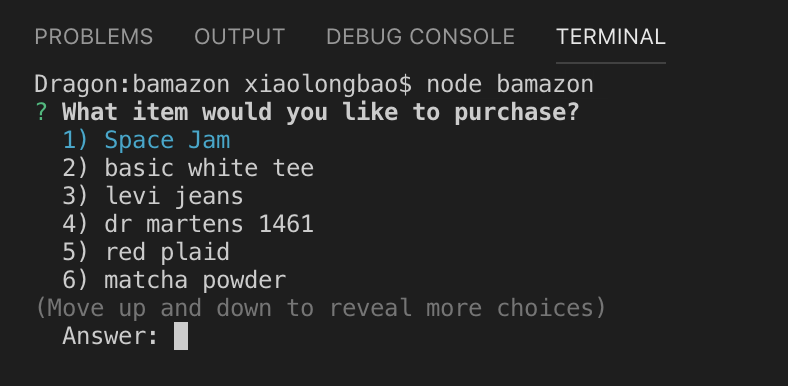 PROBLEMS OUTPUT DEBUG CONSOLE TERMINAL
Dragon:bamazon xiaolongbao$ node bamazon
? What item would you like to purchase?
1) Space Jam
2) basic white tee
3) levi jeans
4) dr martens 1461
5) red plaid
6) matcha powder
(Move up and down to reveal more choices)
Answer: